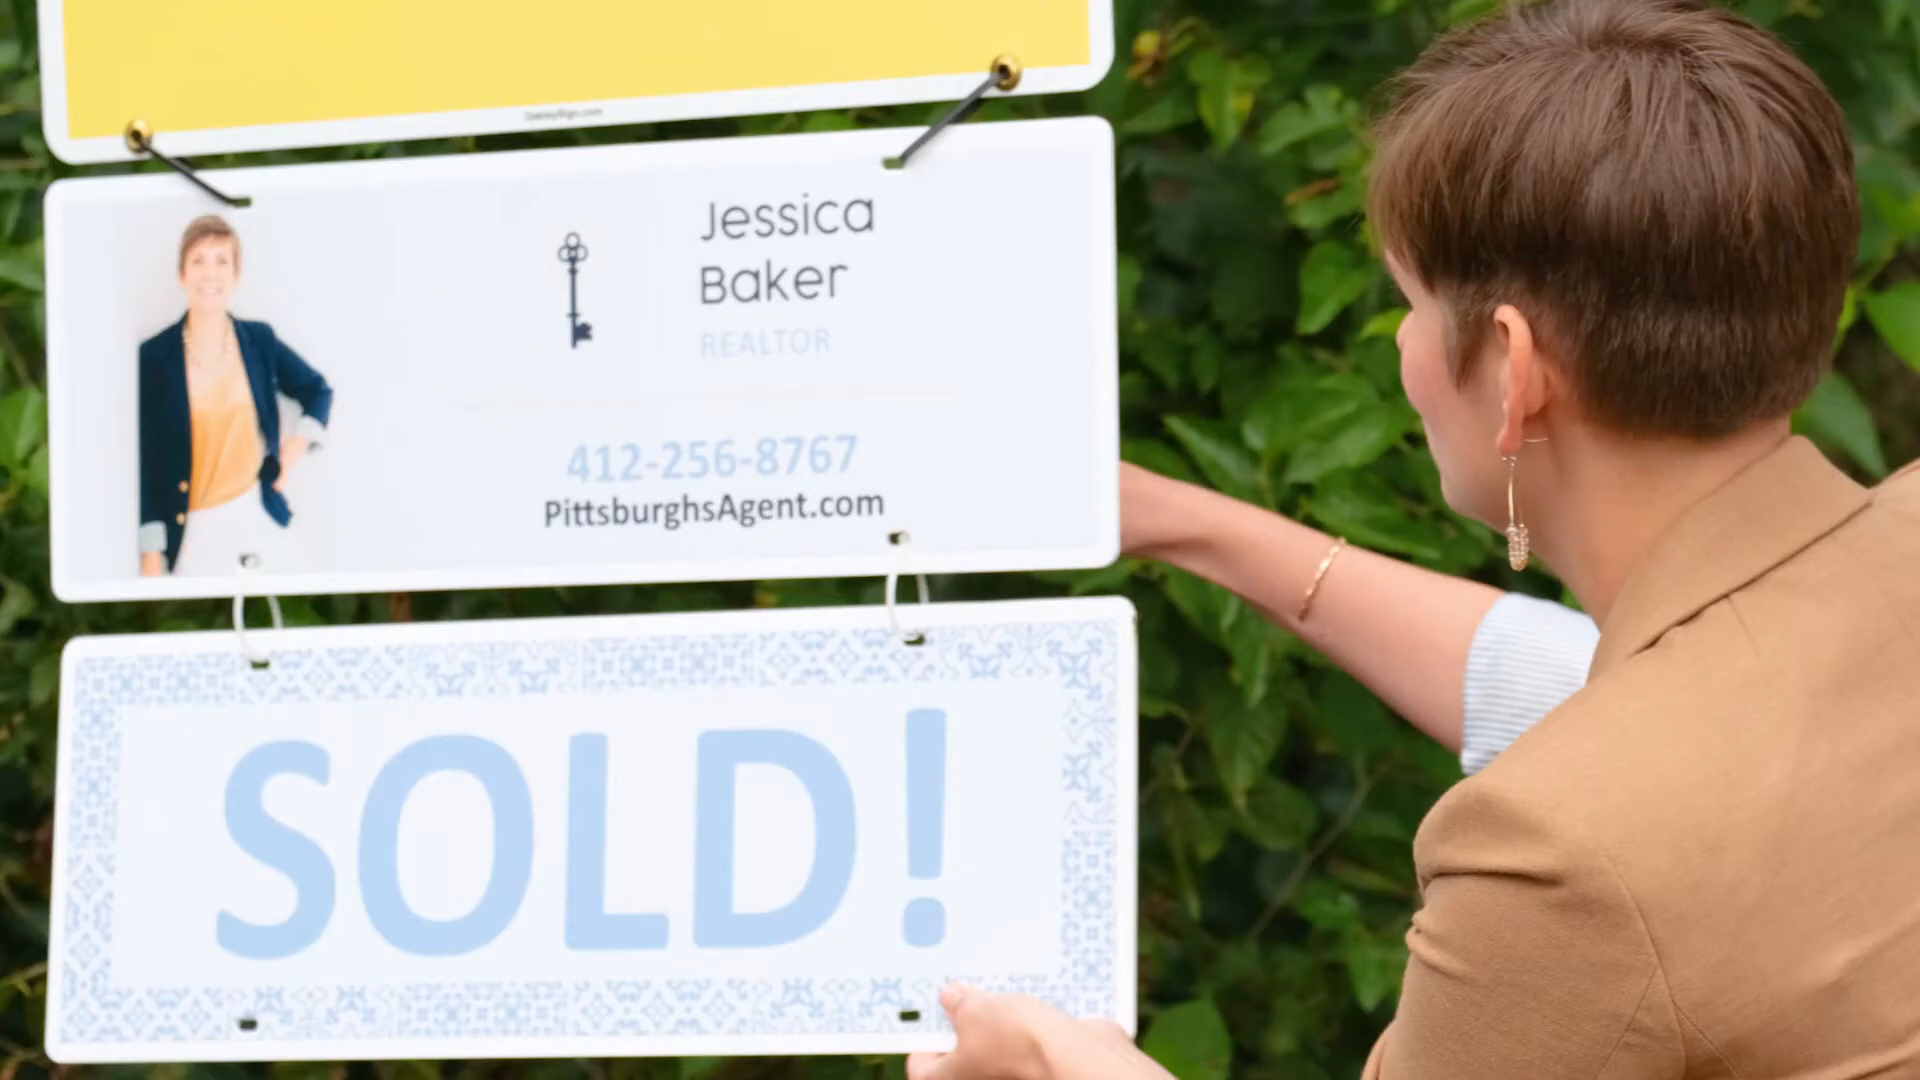 Jessica
Baker
REALTOR
412-256-8767
PittsburghsAgent.com
SOLD!